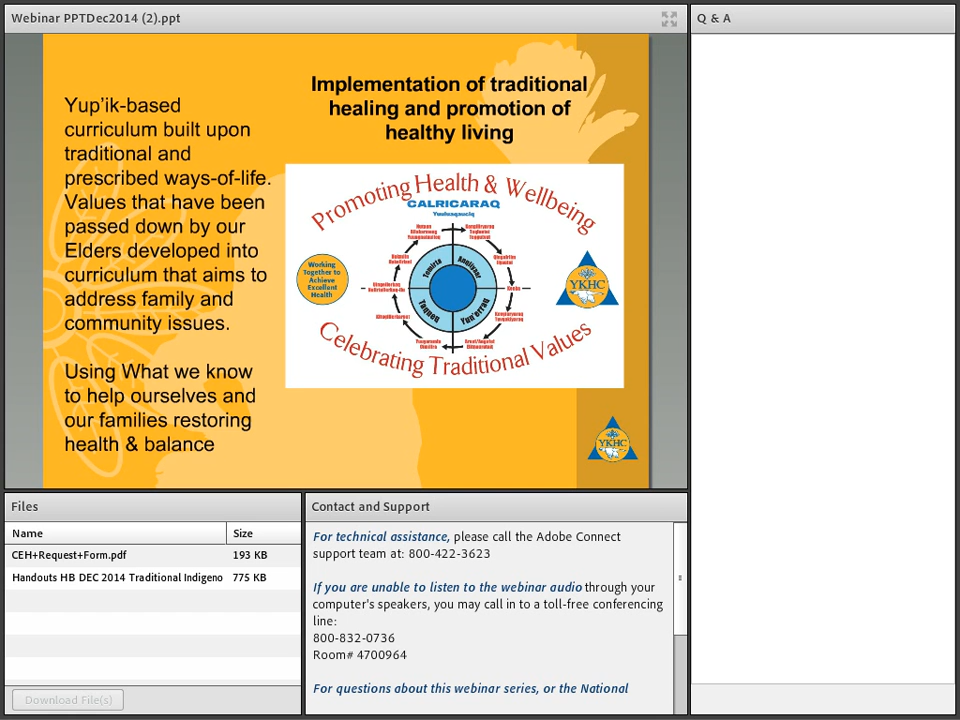 Webinar PPTDec2014 (2).ppt
Q & A
Implementation of traditional
healing and promotion of
healthy living
Yup'ik-based
curriculum built upon
traditional and
prescribed ways-of-life.
Values that have been
passed down by our
Elders developed into
curriculum that aims to
address family and
community issues.
Using What we know
to help ourselves and
our families restoring
health & balance
Promoting Health & Wellbeing
CALRICARAQ
Working
Together to
Achieve
Excellent
Health
YKHC
Celebrating Traditional Values
YKHC
Files
Name Size
CEH+Request+Form.pdf 193 KB
Handouts HB DEC 2014 Traditional Indigeno 775 KB
Download File(s)
Contact and Support
For technical assistance, please call the Adobe Connect
support team at: 800-422-3623
If you are unable to listen to the webinar audio through your
computer's speakers, you may call in to a toll-free conferencing
line:
800-832-0736
Room# 4700964
For questions about this webinar series, or the National